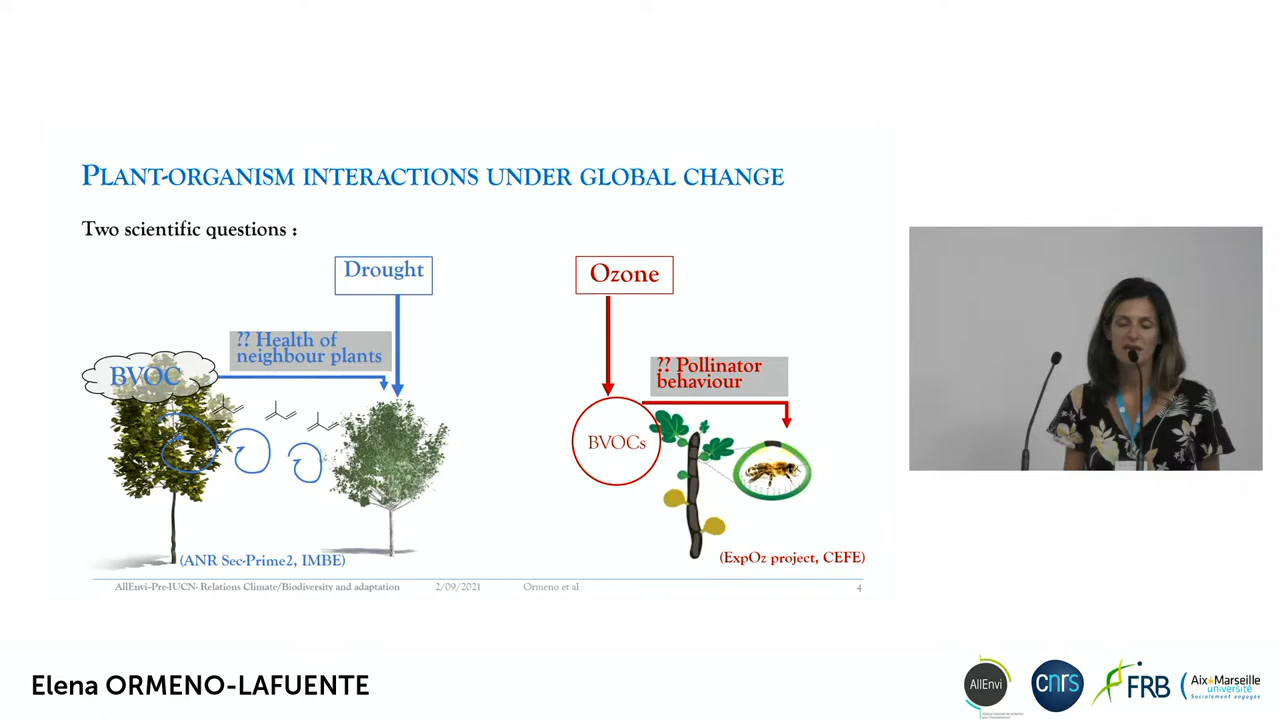 PLANT-ORGANISM INTERACTIONS UNDER GLOBAL CHANGE
Two scientific questions :
Drought
?? Health of
neighbour plants
BVOC
(ANR Sec-Prime2, IMBE)
Ozone
?? Pollinator
behaviour
BVOCs
(ExpOz project, CEFE)
AllEnvi-Pre-IUCN- Relations Climate/Biodiversity and adaptation 2/09/2021 Ormeno et al 4
Elena ORMENO-LAFUENTE
AllEnvi
cnrs
FRB
Aix Marseille
université
Socialement engagée